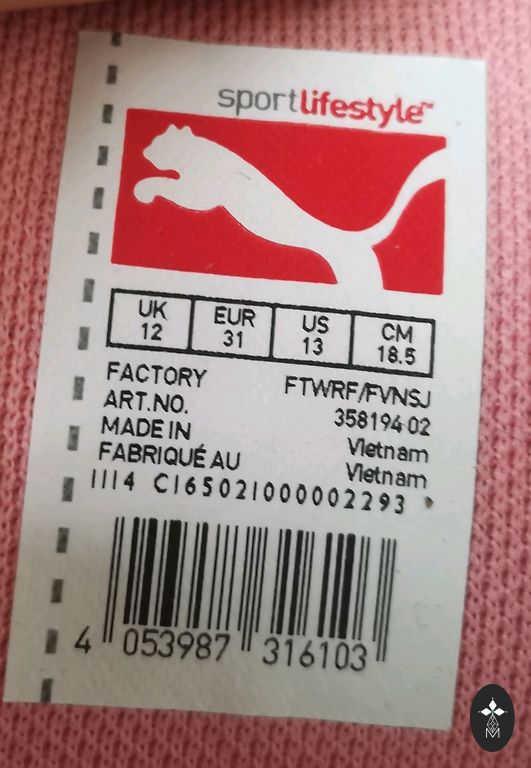 sportlifestyle™
UK EUR US CM
12 31 13 18.5
FACTORY FTWRF/FVNSJ
ART.NO. 358194 02
MADE IN Vietnam
FABRIQUÉ AU Vietnam
1114 C1650210000002293
4 053987 316103
M